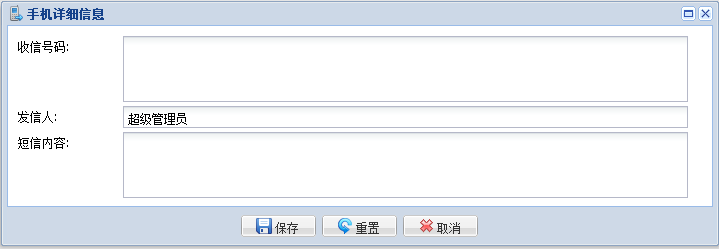 手机详细信息
收信号码:
发信人:
超级管理员
短信内容:
保存
重置
取消